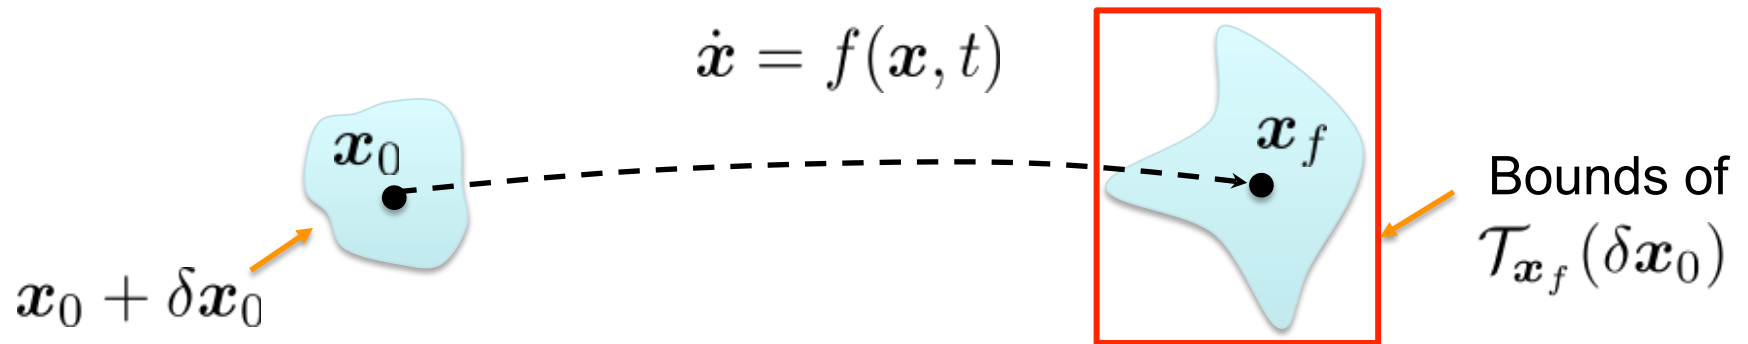 ẋ = f(x, t)
x₀
x_f
Bounds of
𝒯_{x_f}(δx₀)
x₀ + δx₀